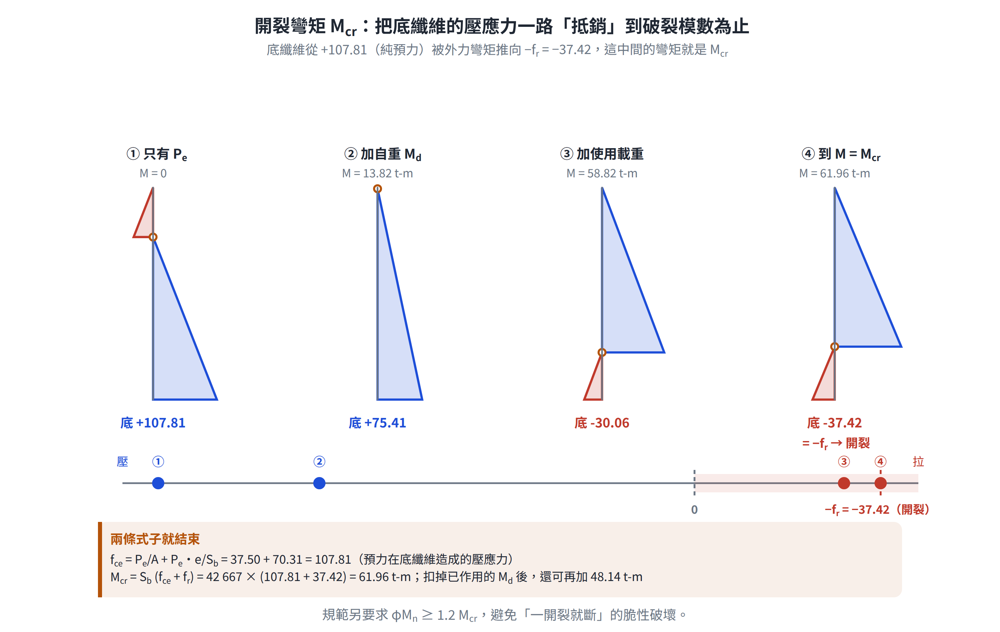 開裂彎矩 Mcr：把底纖維的壓應力一路「抵銷」到破裂模數為止
底纖維從 +107.81（純預力）被外力彎矩推向 −fr = −37.42，這中間的彎矩就是 Mcr
① 只有 Pe
M = 0
② 加自重 Md
M = 13.82 t-m
③ 加使用載重
M = 58.82 t-m
④ 到 M = Mcr
M = 61.96 t-m
底 +107.81
底 +75.41
底 -30.06
底 -37.42
= −fr → 開裂
壓 ① ② ③ ④ 拉
0
−fr = −37.42（開裂）
兩條式子就結束
fce = Pe/A + Pe・e/Sb = 37.50 + 70.31 = 107.81（預力在底纖維造成的壓應力）
Mcr = Sb (fce + fr) = 42 667 × (107.81 + 37.42) = 61.96 t-m；扣掉已作用的 Md 後，還可再加 48.14 t-m
規範另要求 φMn ≥ 1.2 Mcr，避免「一開裂就斷」的脆性破壞。